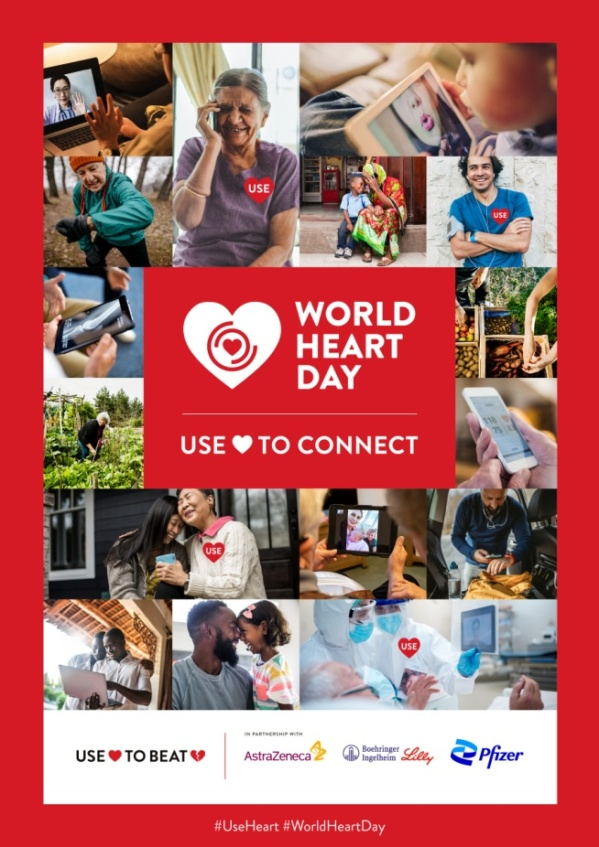 USE
USE
WORLD
HEART
DAY
USE TO CONNECT
USE
USE
USE TO BEAT
IN PARTNERSHIP WITH
AstraZeneca
Boehringer
Ingelheim
Lilly
Pfizer
#UseHeart #WorldHeartDay